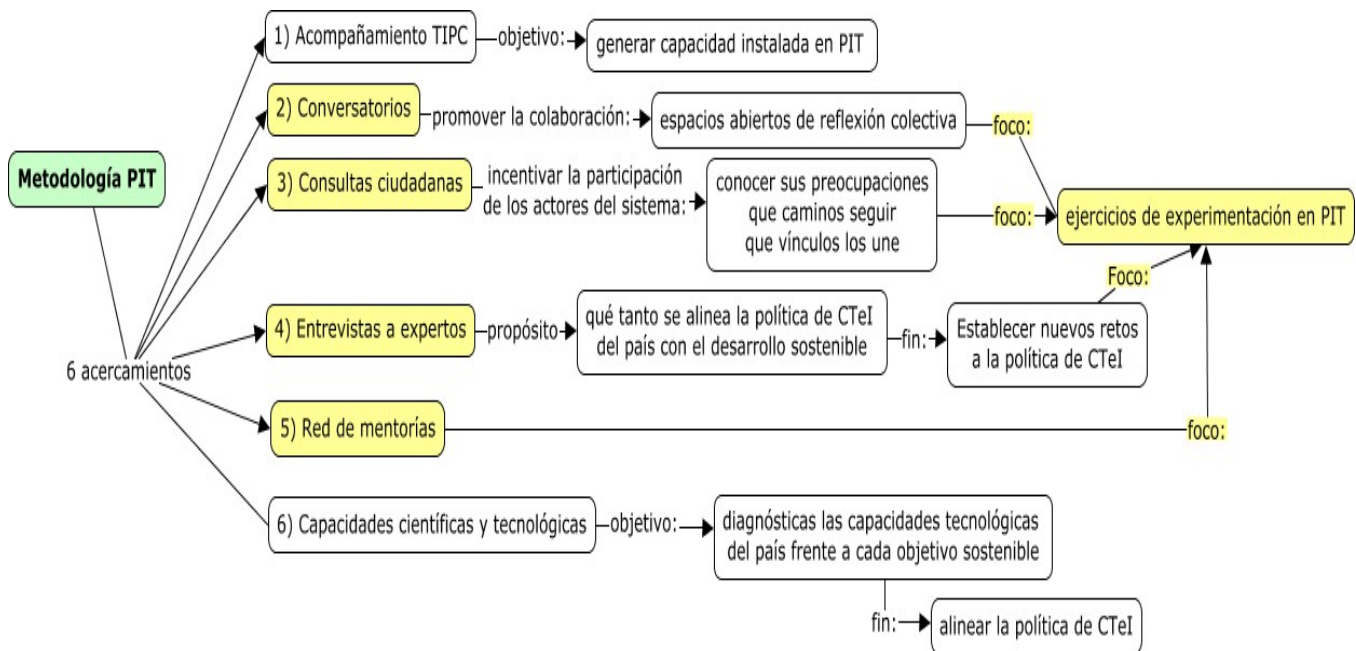 1) Acompañamiento TIPC
objetivo:
generar capacidad instalada en PIT
2) Conversatorios
promover la colaboración:
espacios abiertos de reflexión colectiva
foco:
Metodología PIT
3) Consultas ciudadanas
incentivar la participación
de los actores del sistema:
conocer sus preocupaciones
que caminos seguir
que vínculos los une
foco:
ejercicios de experimentación en PIT
6 acercamientos
4) Entrevistas a expertos
propósito
qué tanto se alinea la política de CTeI
del país con el desarrollo sostenible
fin:
Establecer nuevos retos
a la política de CTeI
Foco:
5) Red de mentorías
foco:
6) Capacidades científicas y tecnológicas
objetivo:
diagnósticas las capacidades tecnológicas
del país frente a cada objetivo sostenible
fin:
alinear la política de CTeI